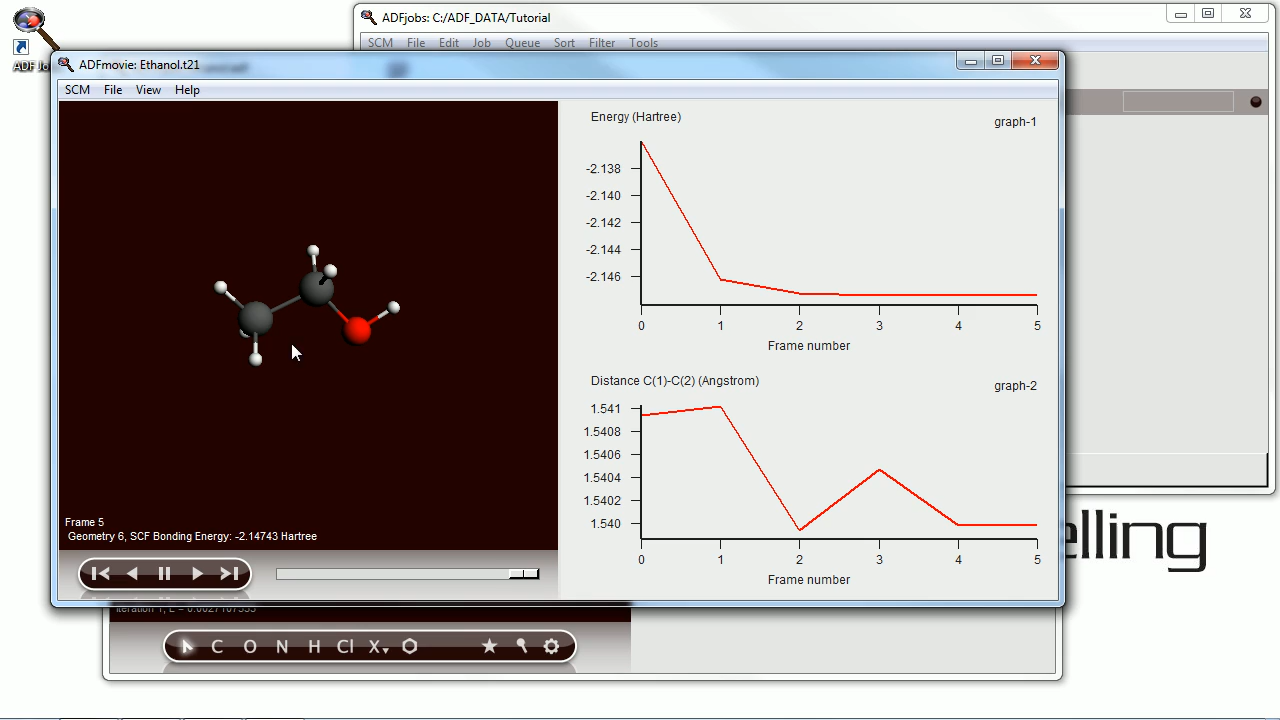 ADFjobs: C:/ADF_DATA/Tutorial
SCM File Edit Job Queue Sort Filter Tools
ADF Jo
ADFmovie: Ethanol.t21
SCM File View Help
Energy (Hartree)
graph-1
-2.138
-2.140
-2.142
-2.144
-2.146
0 1 2 3 4 5
Frame number
Distance C(1)-C(2) (Angstrom)
graph-2
1.541
1.5408
1.5406
1.5404
1.5402
1.540
0 1 2 3 4 5
Frame number
Frame 5
Geometry 6, SCF Bonding Energy: -2.14743 Hartree
elling
C O N H Cl X